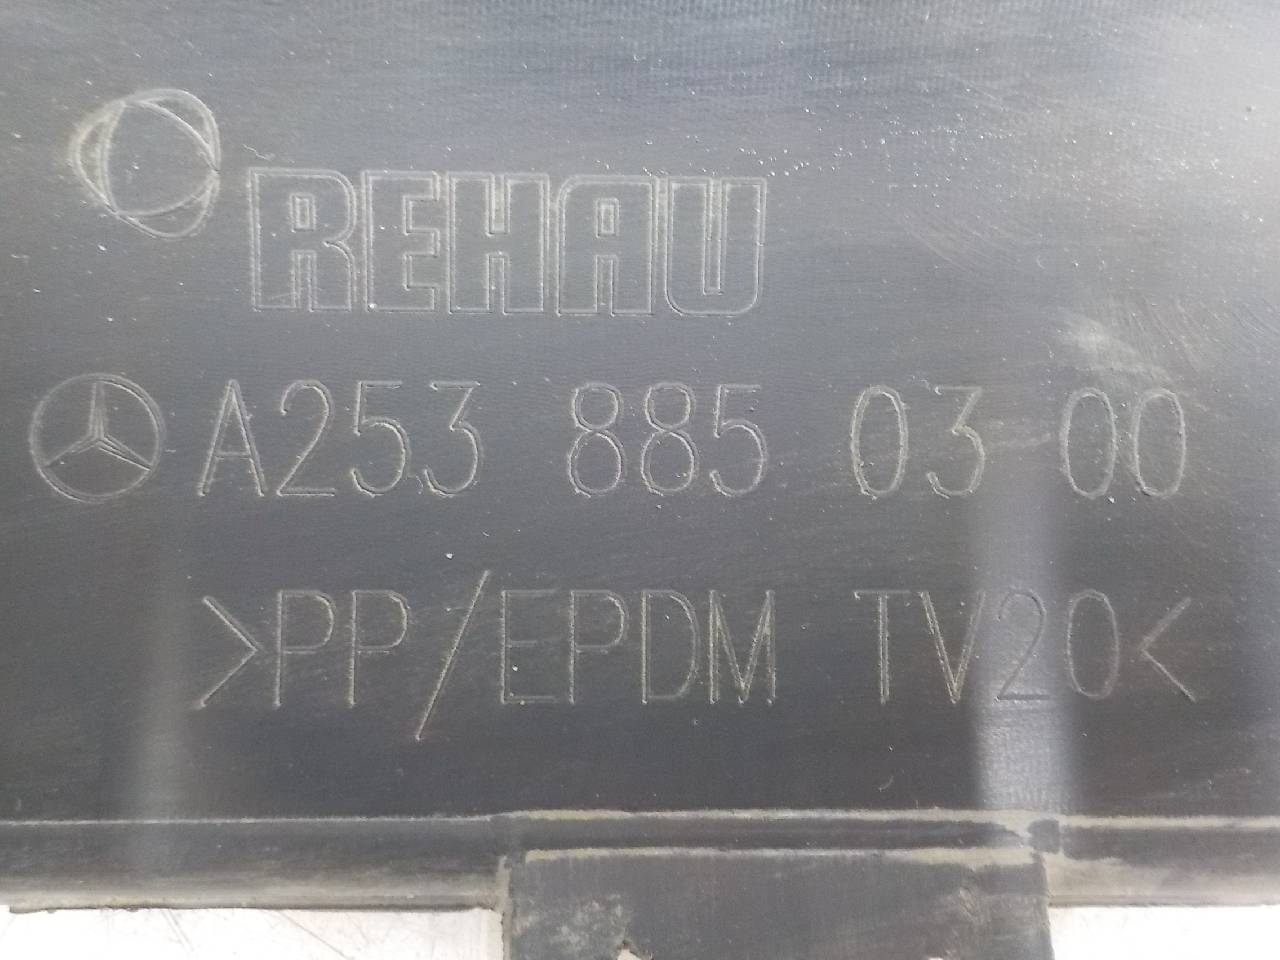 REHAU
A253 885 03 00
>PP/EPDM TV20<